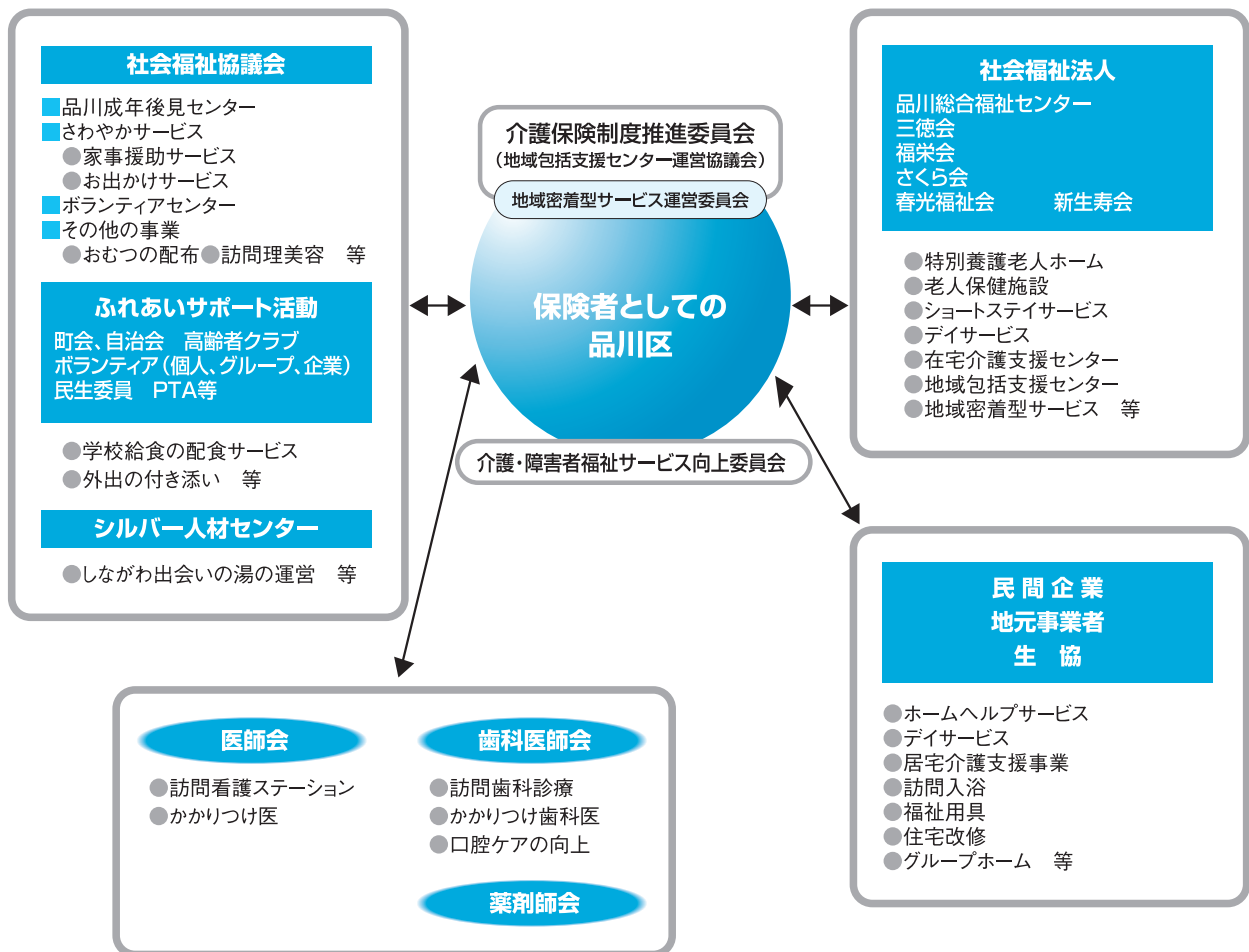 社会福祉協議会
■品川成年後見センター
■さわやかサービス
●家事援助サービス
●お出かけサービス
■ボランティアセンター
■その他の事業
●おむつの配布●訪問理美容　等
ふれあいサポート活動
町会、自治会　高齢者クラブ
ボランティア（個人、グループ、企業）
民生委員　PTA等
●学校給食の配食サービス
●外出の付き添い　等
シルバー人材センター
●しながわ出会いの湯の運営　等
介護保険制度推進委員会
（地域包括支援センター運営協議会）
地域密着型サービス運営委員会
保険者としての
品川区
介護・障害者福祉サービス向上委員会
社会福祉法人
品川総合福祉センター
三徳会
福栄会
さくら会
春光福祉会　　新生寿会
●特別養護老人ホーム
●老人保健施設
●ショートステイサービス
●デイサービス
●在宅介護支援センター
●地域包括支援センター
●地域密着型サービス　等
民間企業
地元事業者
生　協
●ホームヘルプサービス
●デイサービス
●居宅介護支援事業
●訪問入浴
●福祉用具
●住宅改修
●グループホーム　等
医師会
●訪問看護ステーション
●かかりつけ医
歯科医師会
●訪問歯科診療
●かかりつけ歯科医
●口腔ケアの向上
薬剤師会